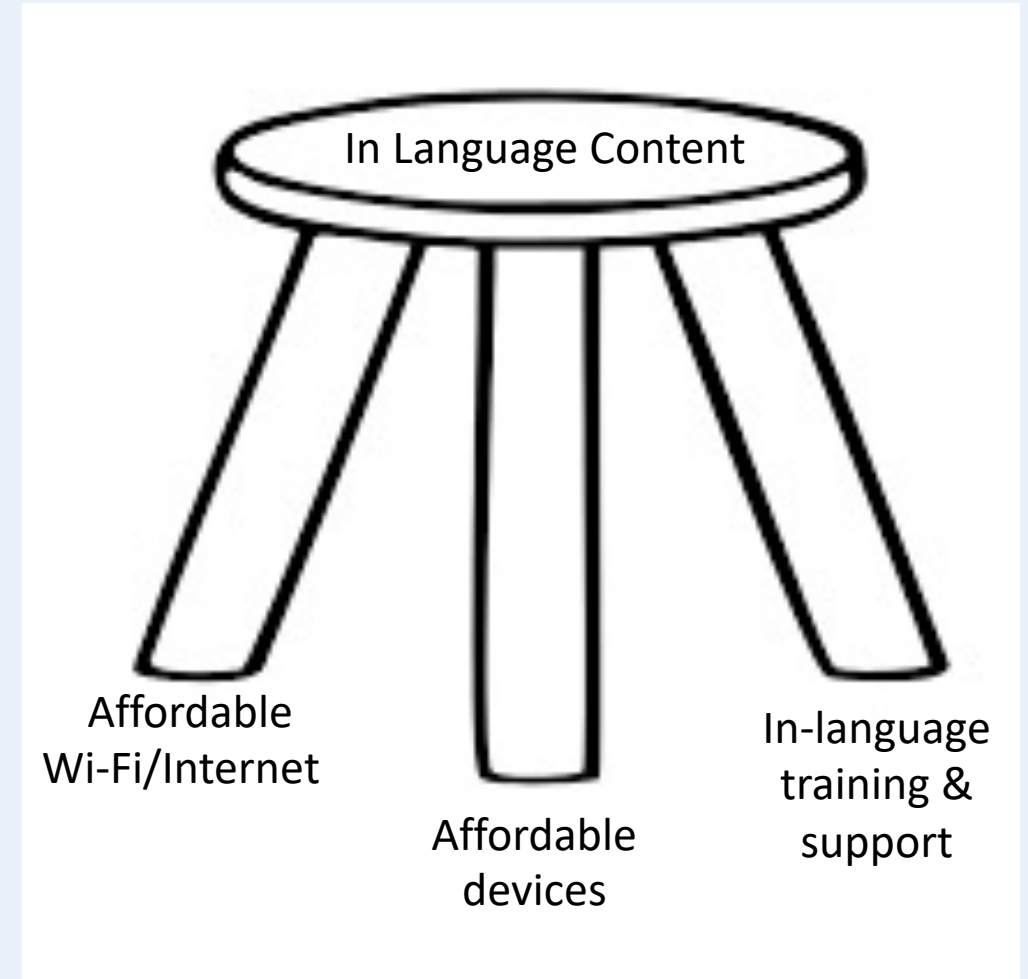 In Language Content
Affordable
Wi-Fi/Internet
Affordable
devices
In-language
training &
support